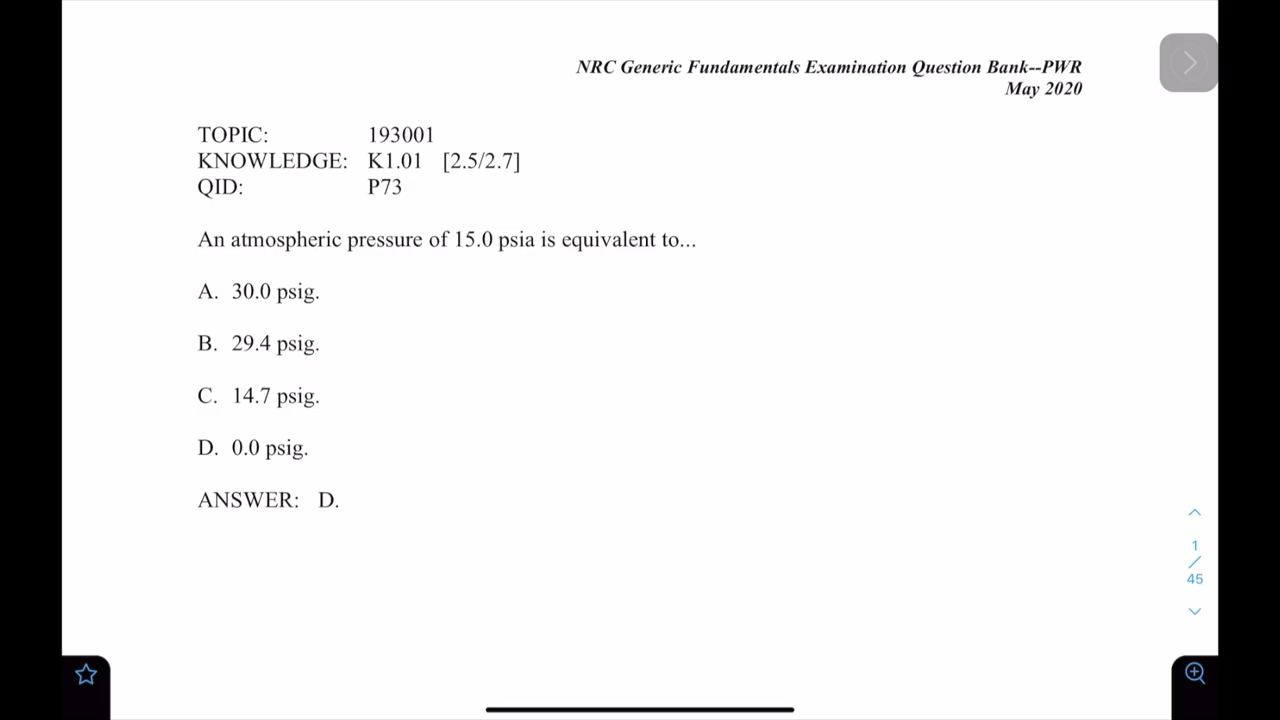 NRC Generic Fundamentals Examination Question Bank--PWR
May 2020
TOPIC: 193001
KNOWLEDGE: K1.01 [2.5/2.7]
QID: P73
An atmospheric pressure of 15.0 psia is equivalent to...
A. 30.0 psig.
B. 29.4 psig.
C. 14.7 psig.
D. 0.0 psig.
ANSWER: D.
1
/
45